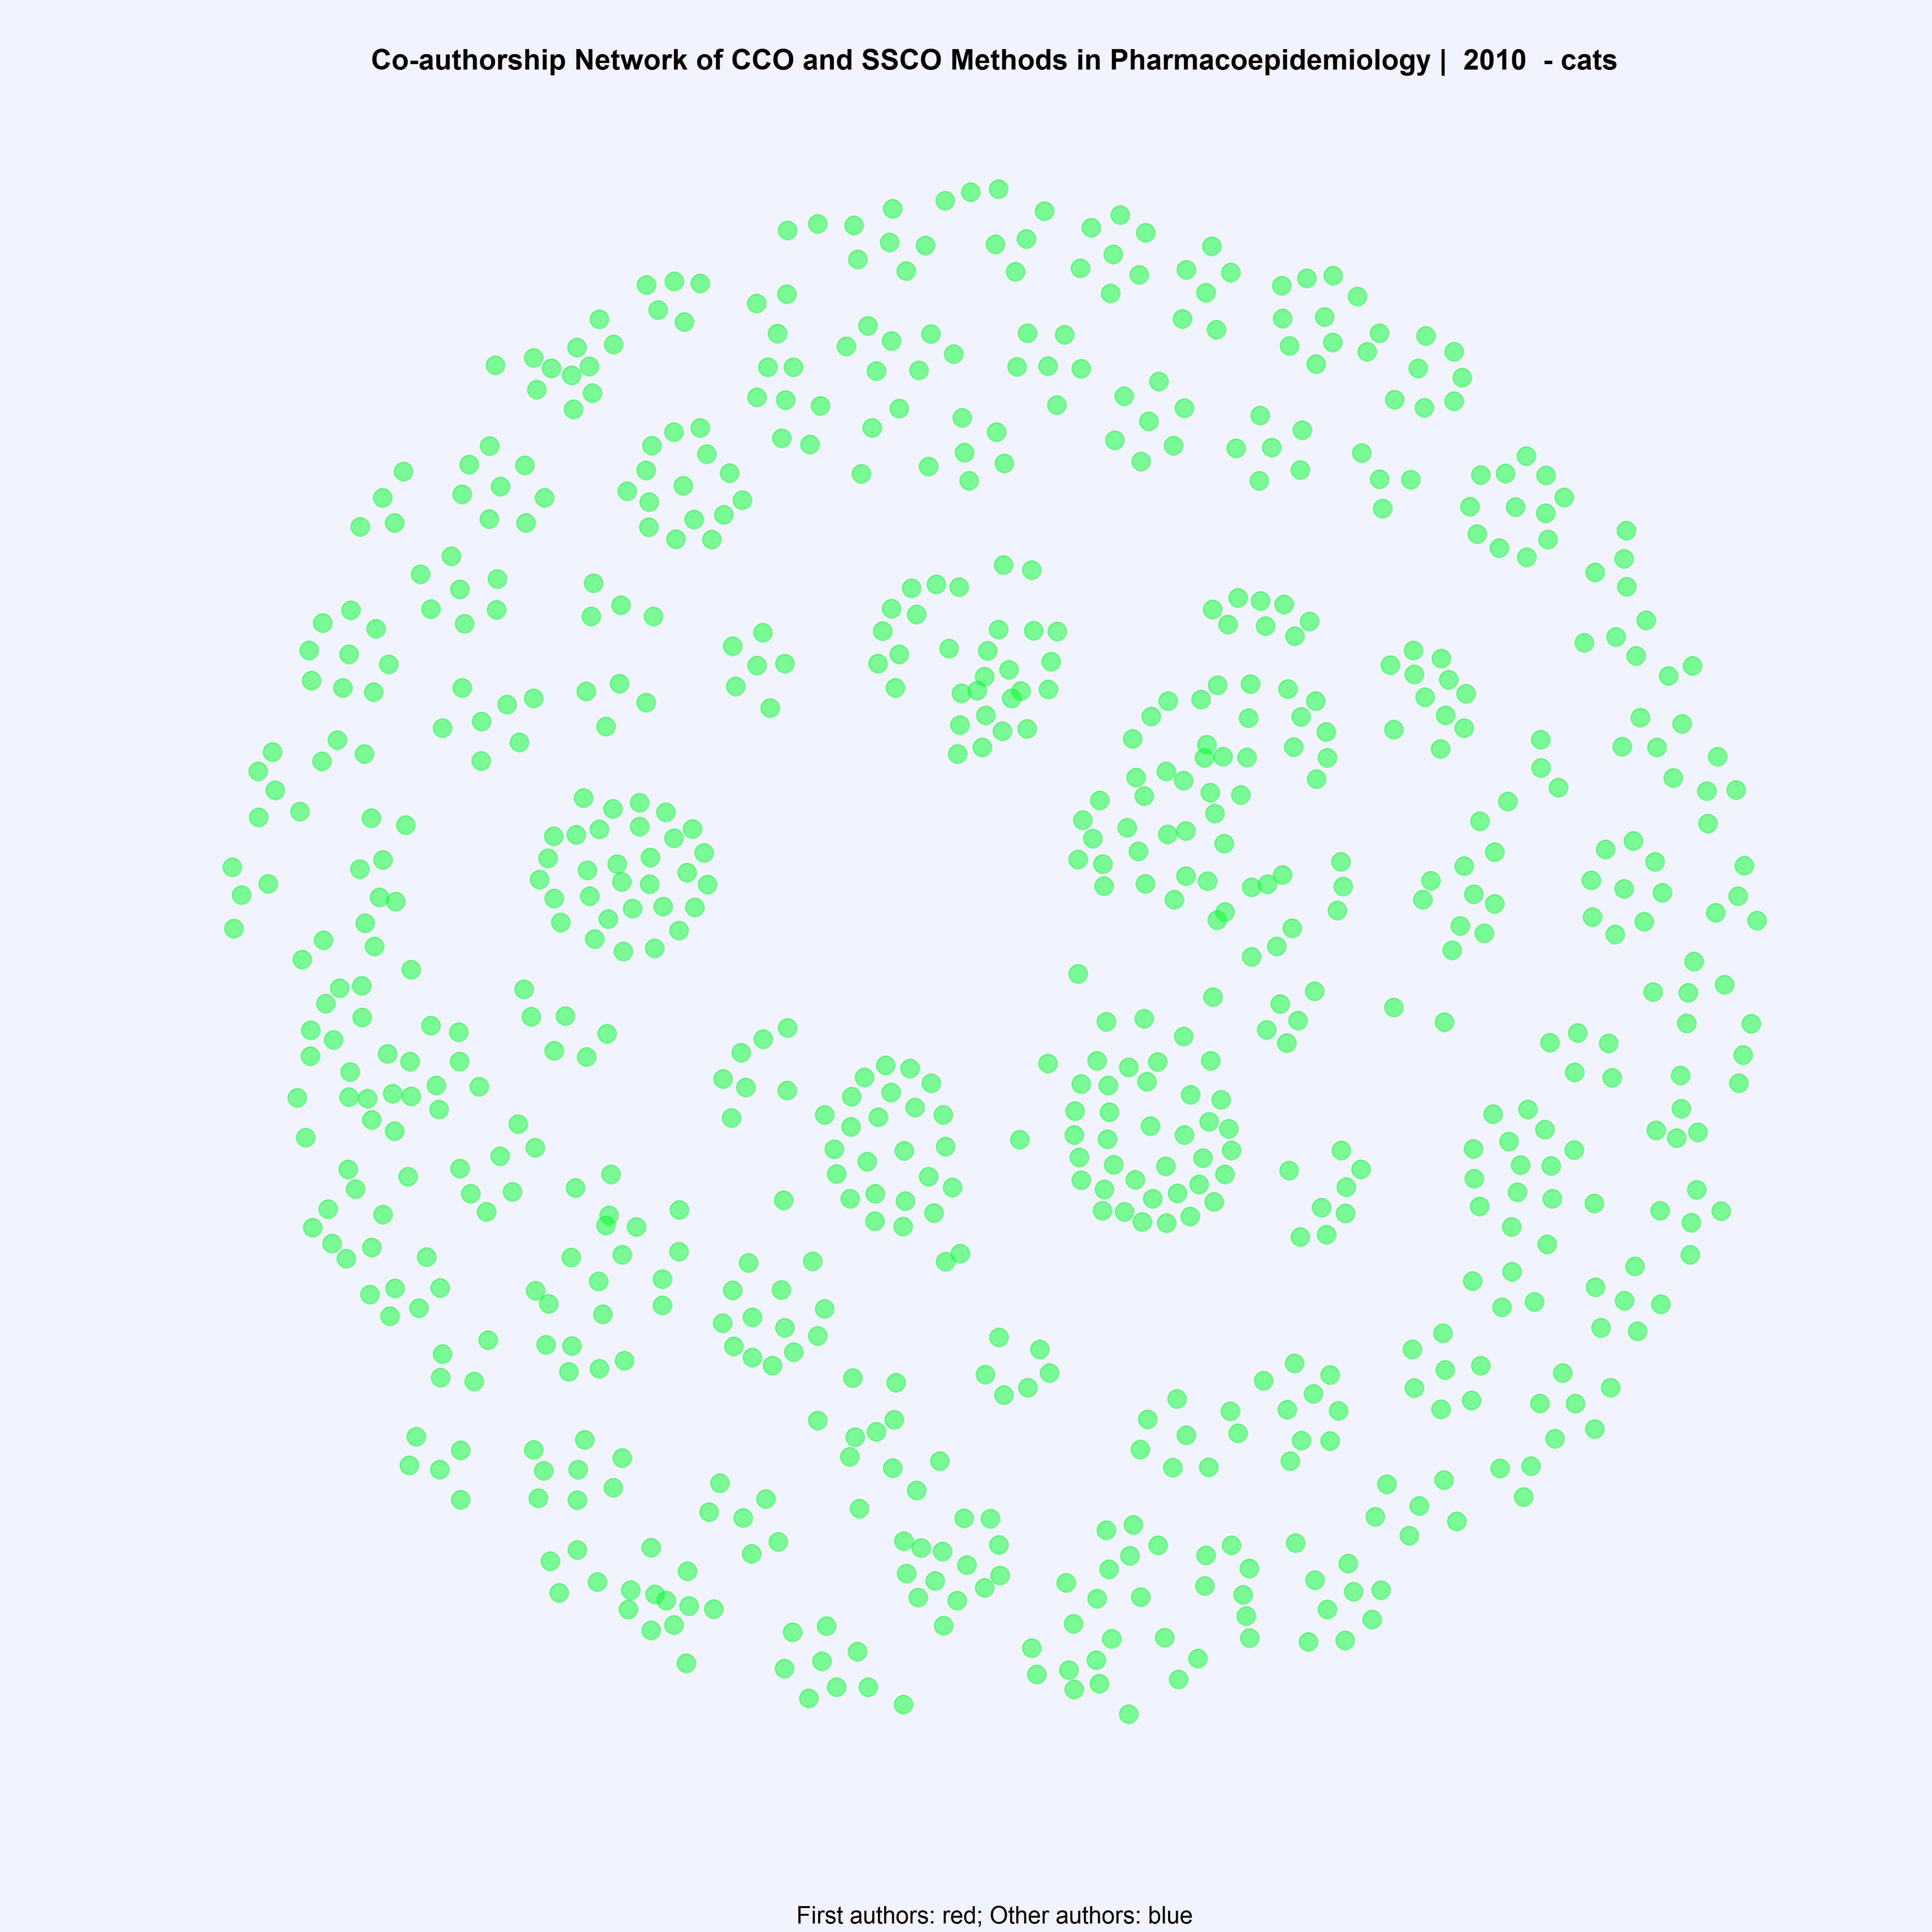 Co-authorship Network of CCO and SSCO Methods in Pharmacoepidemiology |  2010  - cats
First authors: red; Other authors: blue